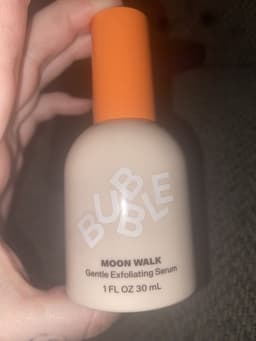 BUBBLE
MOON WALK
Gentle Exfoliating Serum
1 FL OZ 30 mL